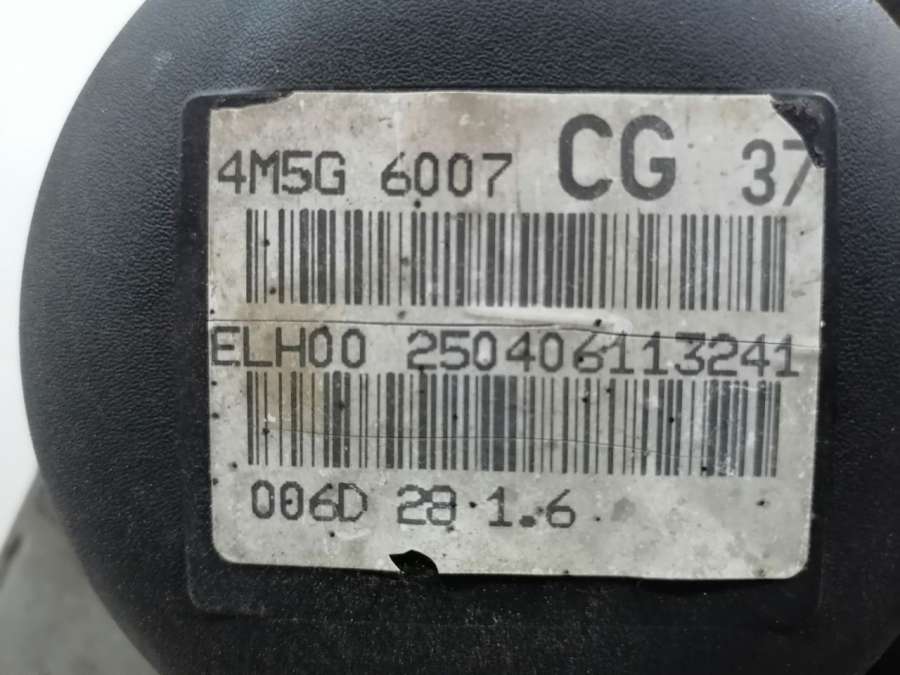 4M5G 6007 CG 37
ELH00 250406113241
006D 28 1.6